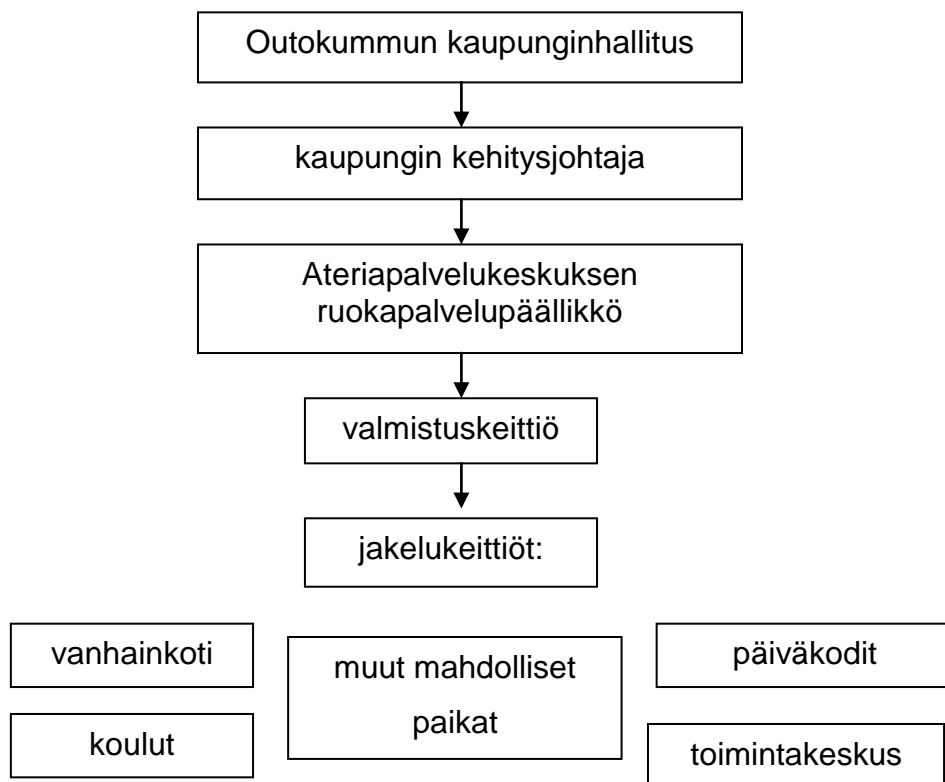 Outokummun kaupunginhallitus
kaupungin kehitysjohtaja
Ateriapalvelukeskuksen
ruokapalvelupäällikkö
valmistuskeittiö
jakelukeittiöt:
vanhainkoti
muut mahdolliset
paikat
päiväkodit
koulut
toimintakeskus